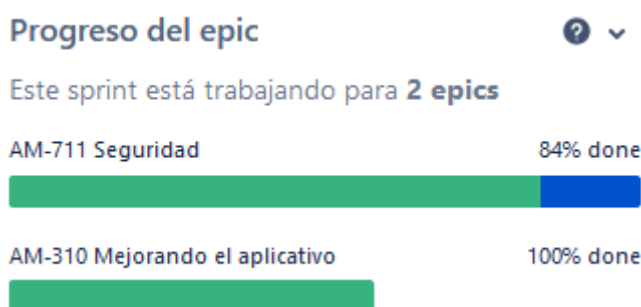 Progreso del epic
Este sprint está trabajando para 2 epics
AM-711 Seguridad 84% done
AM-310 Mejorando el aplicativo 100% done